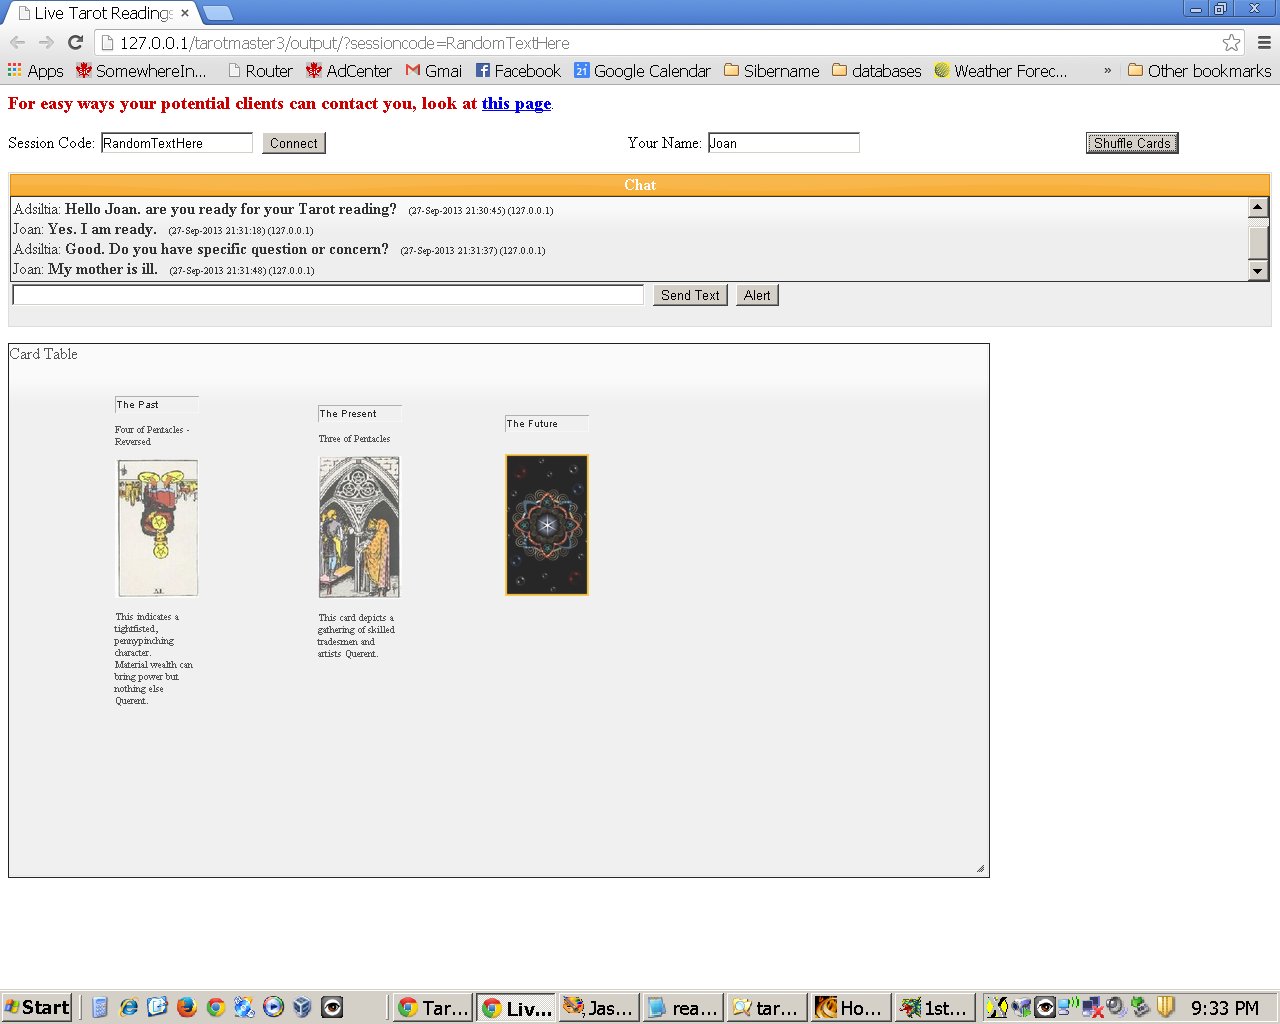 Live Tarot Readings
127.0.0.1/tarotmaster3/output/?sessioncode=RandomTextHere
Apps SomewhereIn... Router AdCenter Gmai Facebook 21 Google Calendar Sibername databases Weather Forec... » Other bookmarks
For easy ways your potential clients can contact you, look at this page.
Session Code: RandomTextHere Connect Your Name: Joan Shuffle Cards
Chat
Adsiltia: Hello Joan. are you ready for your Tarot reading? (27-Sep-2013 21:30:45) (127.0.0.1)
Joan: Yes. I am ready. (27-Sep-2013 21:31:18) (127.0.0.1)
Adsiltia: Good. Do you have specific question or concern? (27-Sep-2013 21:31:37) (127.0.0.1)
Joan: My mother is ill. (27-Sep-2013 21:31:48) (127.0.0.1)
Send Text Alert
Card Table
The Past
Four of Pentacles -
Reversed
IV
This indicates a
tightfisted,
pennypinching
character.
Material wealth can
bring power but
nothing else
Querent.
The Present
Three of Pentacles
This card depicts a
gathering of skilled
tradesmen and
artists Querent.
The Future
Start Tar... Liv... Jas... rea... tar... Ho... 1st... 9:33 PM